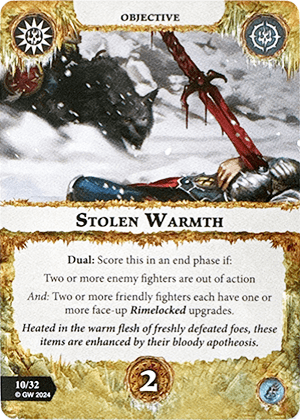 OBJECTIVE
STOLEN WARMTH
Dual: Score this in an end phase if:
Two or more enemy fighters are out of action
And: Two or more friendly fighters each have one or
more face-up Rimelocked upgrades.
Heated in the warm flesh of freshly defeated foes, these
items are enhanced by their bloody apotheosis.
10/32
© GW 2024
2